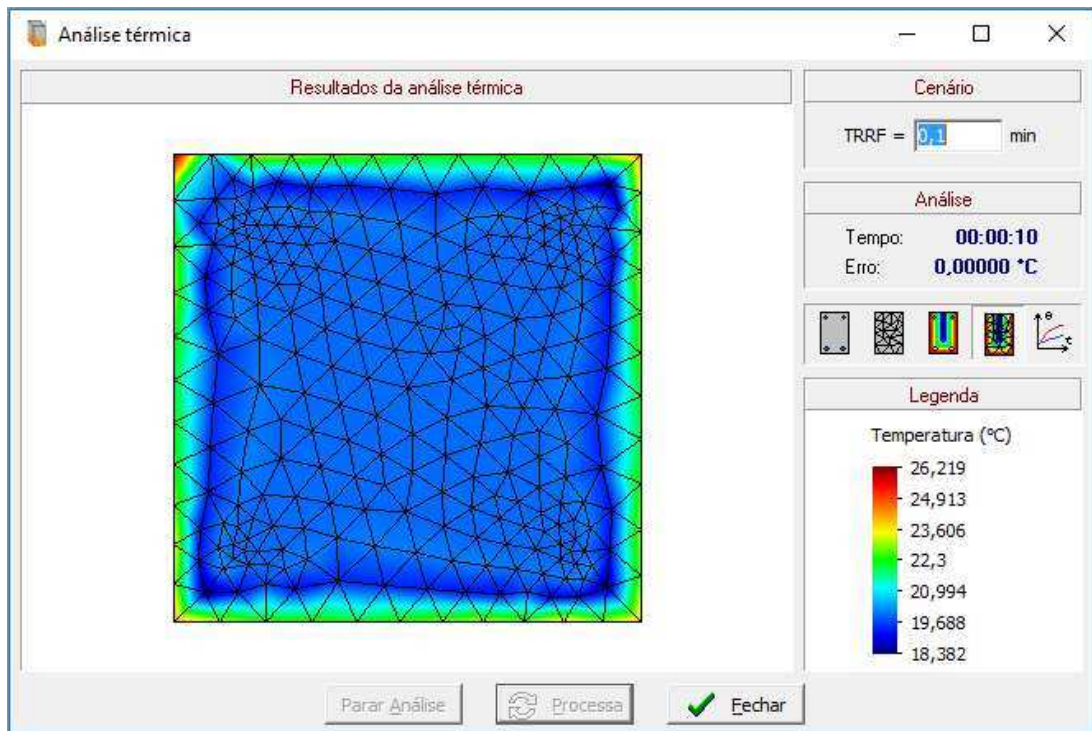 Análise térmica
Resultados da análise térmica
Cenário
TRRF = 0,1 min
Análise
Tempo: 00:00:10
Erro: 0,00000 °C
θ
t
Legenda
Temperatura (ºC)
26,219
24,913
23,606
22,3
20,994
19,688
18,382
Parar Análise
Processa
Fechar